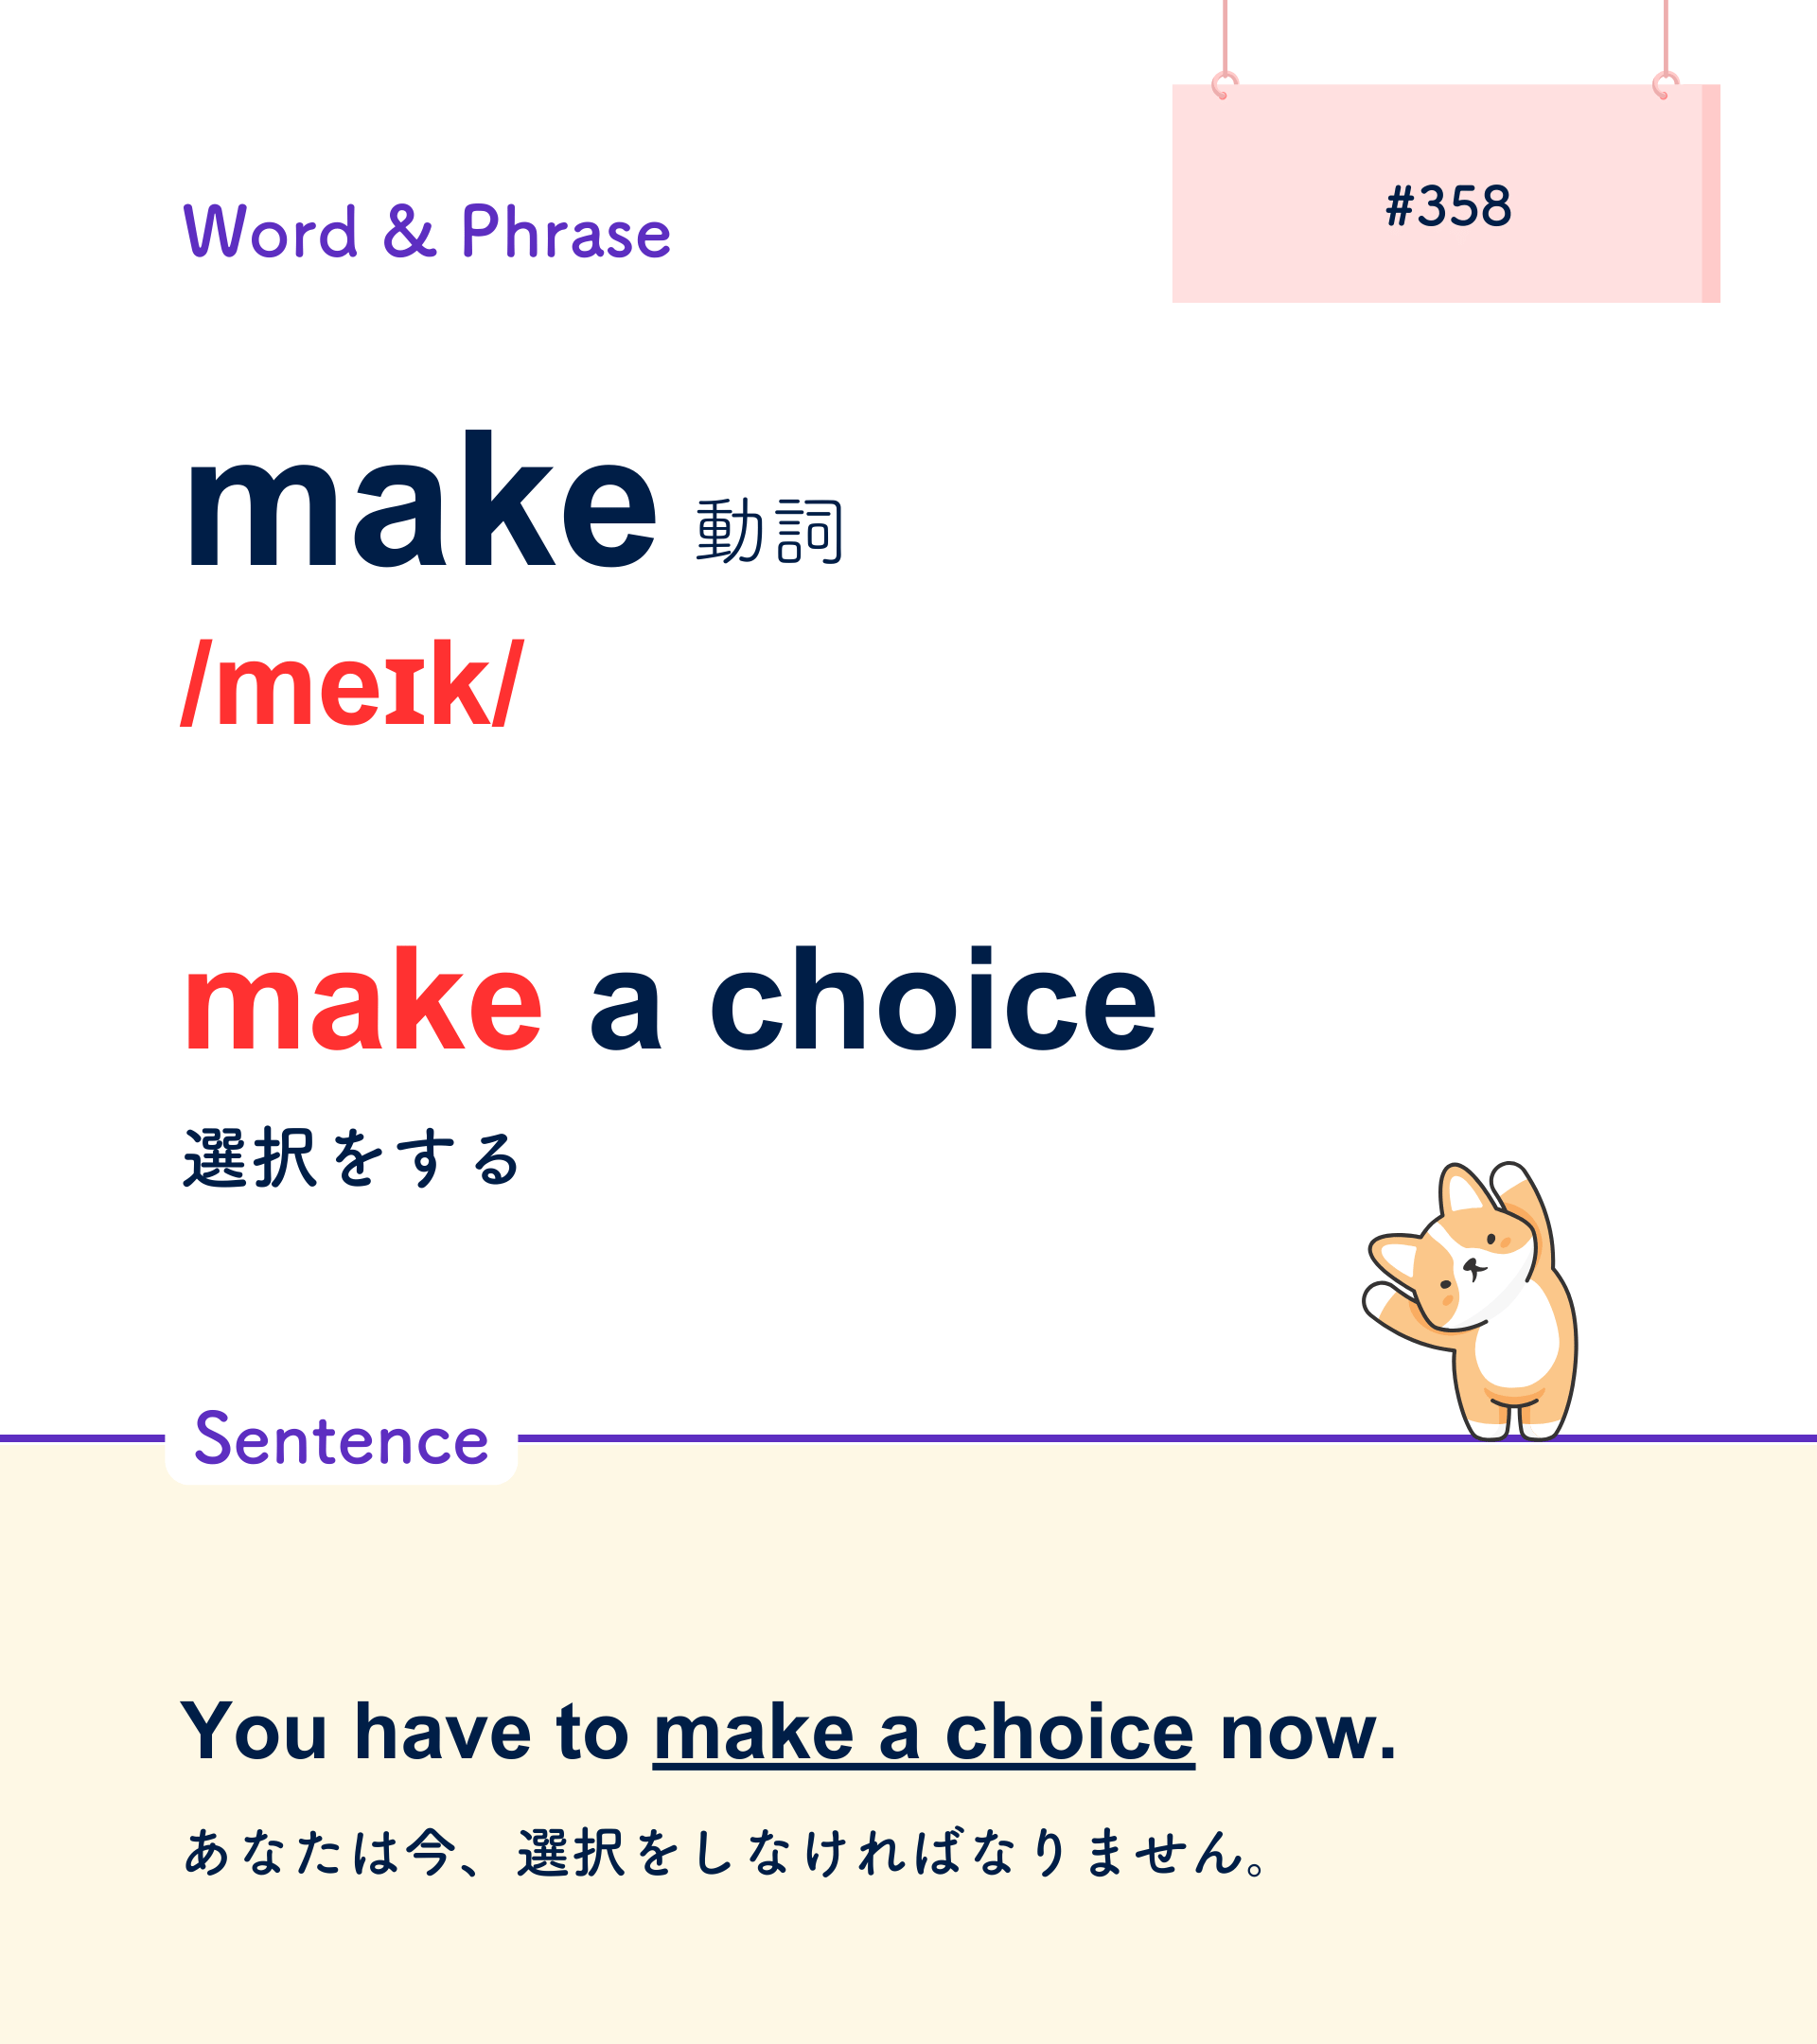 #358
Word & Phrase
make 動詞
/meɪk/
make a choice
選択をする
Sentence
You have to make a choice now.
あなたは今、選択をしなければなりません。